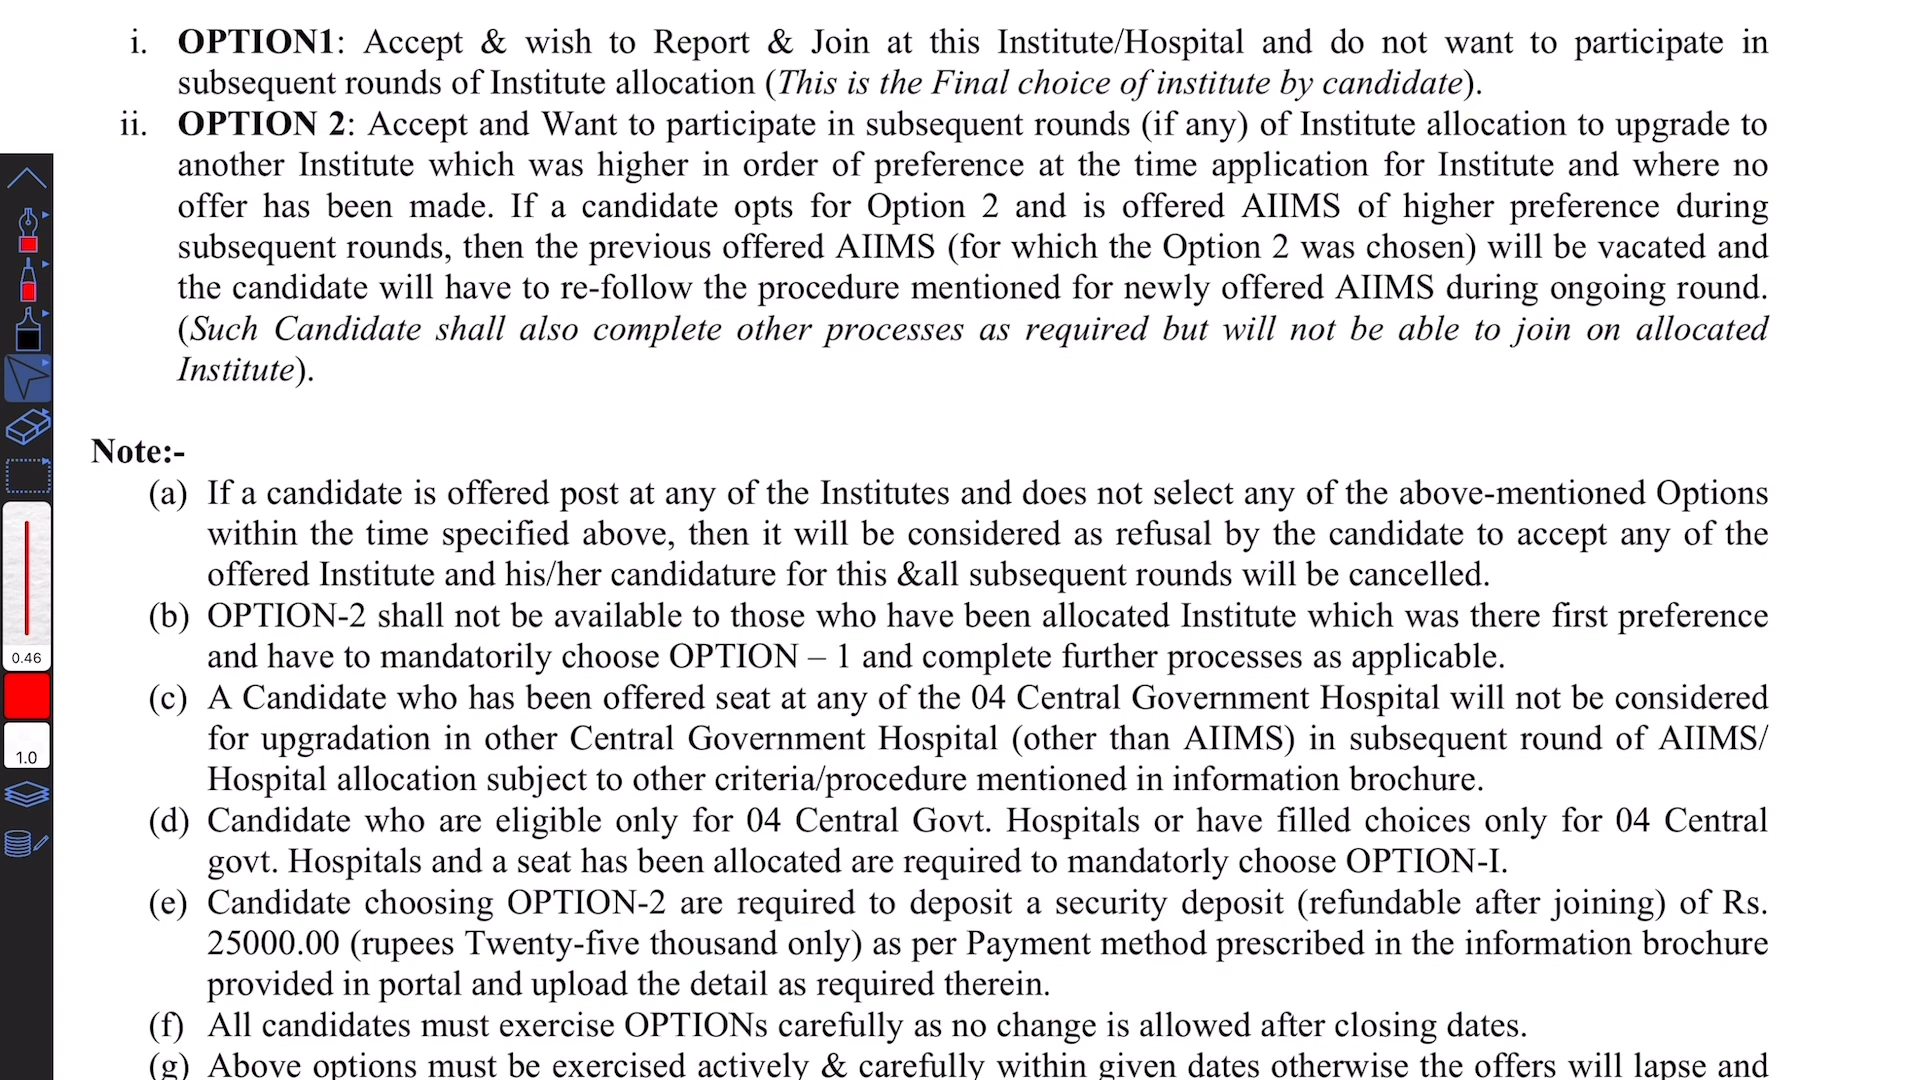 i. OPTION1: Accept & wish to Report & Join at this Institute/Hospital and do not want to participate in
subsequent rounds of Institute allocation (This is the Final choice of institute by candidate).
ii. OPTION 2: Accept and Want to participate in subsequent rounds (if any) of Institute allocation to upgrade to
another Institute which was higher in order of preference at the time application for Institute and where no
offer has been made. If a candidate opts for Option 2 and is offered AIIMS of higher preference during
subsequent rounds, then the previous offered AIIMS (for which the Option 2 was chosen) will be vacated and
the candidate will have to re-follow the procedure mentioned for newly offered AIIMS during ongoing round.
(Such Candidate shall also complete other processes as required but will not be able to join on allocated
Institute).
Note:-
(a) If a candidate is offered post at any of the Institutes and does not select any of the above-mentioned Options
within the time specified above, then it will be considered as refusal by the candidate to accept any of the
offered Institute and his/her candidature for this &all subsequent rounds will be cancelled.
(b) OPTION-2 shall not be available to those who have been allocated Institute which was there first preference
and have to mandatorily choose OPTION – 1 and complete further processes as applicable.
(c) A Candidate who has been offered seat at any of the 04 Central Government Hospital will not be considered
for upgradation in other Central Government Hospital (other than AIIMS) in subsequent round of AIIMS/
Hospital allocation subject to other criteria/procedure mentioned in information brochure.
(d) Candidate who are eligible only for 04 Central Govt. Hospitals or have filled choices only for 04 Central
govt. Hospitals and a seat has been allocated are required to mandatorly choose OPTION-I.
(e) Candidate choosing OPTION-2 are required to deposit a security deposit (refundable after joining) of Rs.
25000.00 (rupees Twenty-five thousand only) as per Payment method prescribed in the information brochure
provided in portal and upload the detail as required therein.
(f) All candidates must exercise OPTIONs carefully as no change is allowed after closing dates.
(g) Above options must be exercised actively & carefully within given dates otherwise the offers will lapse and
0.46
1.0